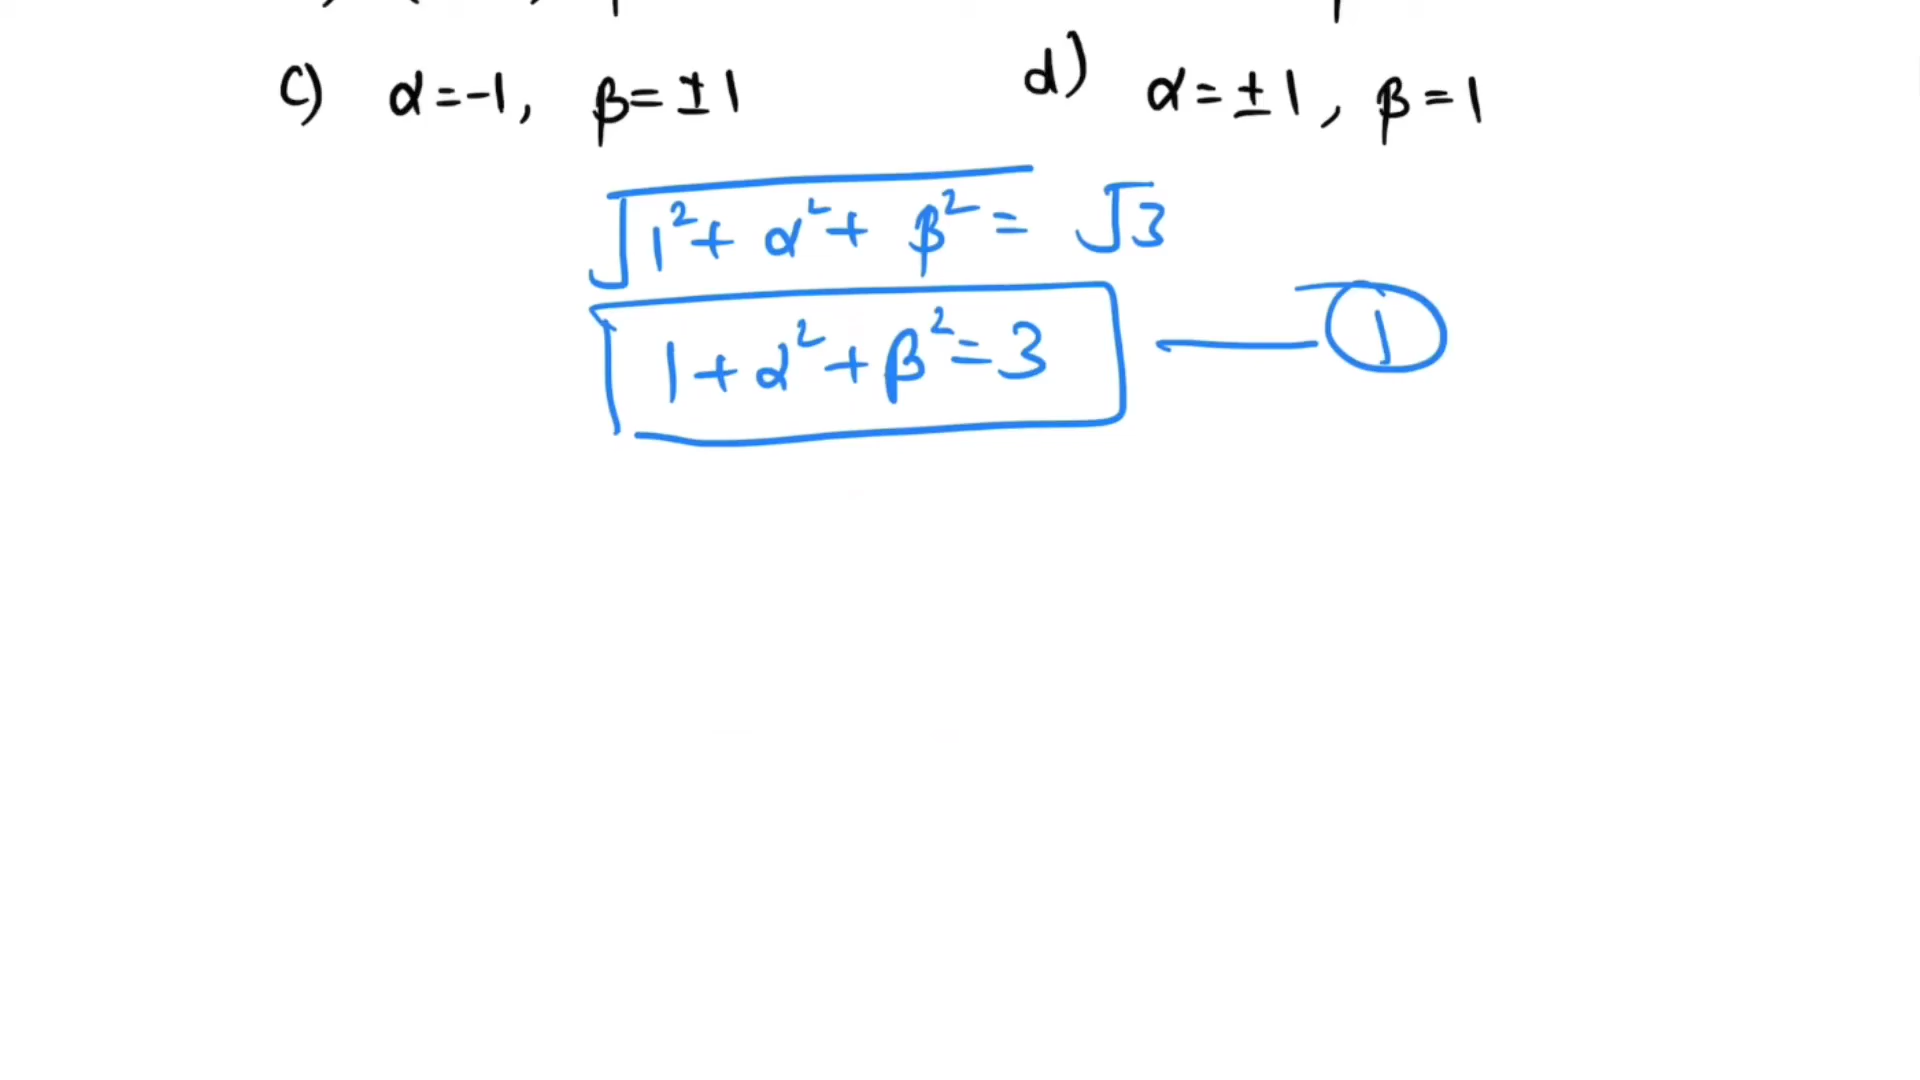 c) α=-1, β=±1 d) α=±1, β=1
√1²+α²+β² = √3
1+α²+β²=3 — 1